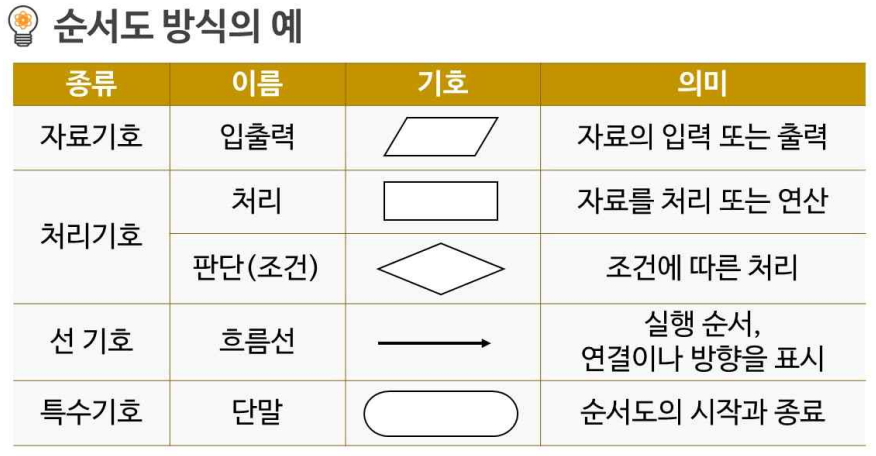 순서도 방식의 예
종류 이름 기호 의미
자료기호 입출력 자료의 입력 또는 출력
처리기호 처리 자료를 처리 또는 연산
판단(조건) 조건에 따른 처리
선 기호 흐름선 실행 순서,
연결이나 방향을 표시
특수기호 단말 순서도의 시작과 종료